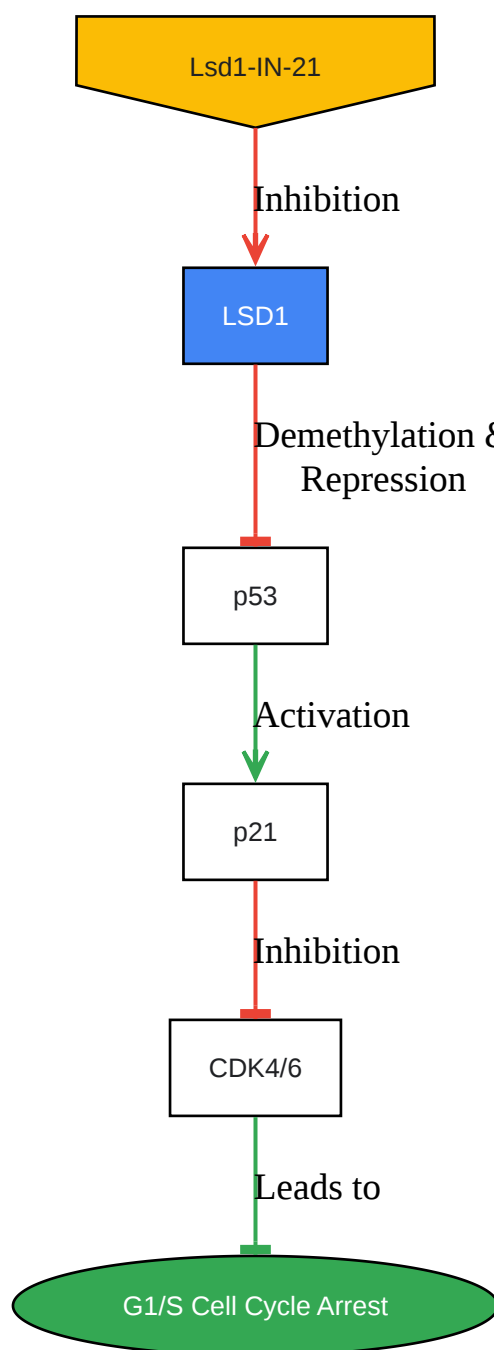 Lsd1-IN-21
Inhibition
LSD1
Demethylation &
Repression
p53
Activation
p21
Inhibition
CDK4/6
Leads to
G1/S Cell Cycle Arrest